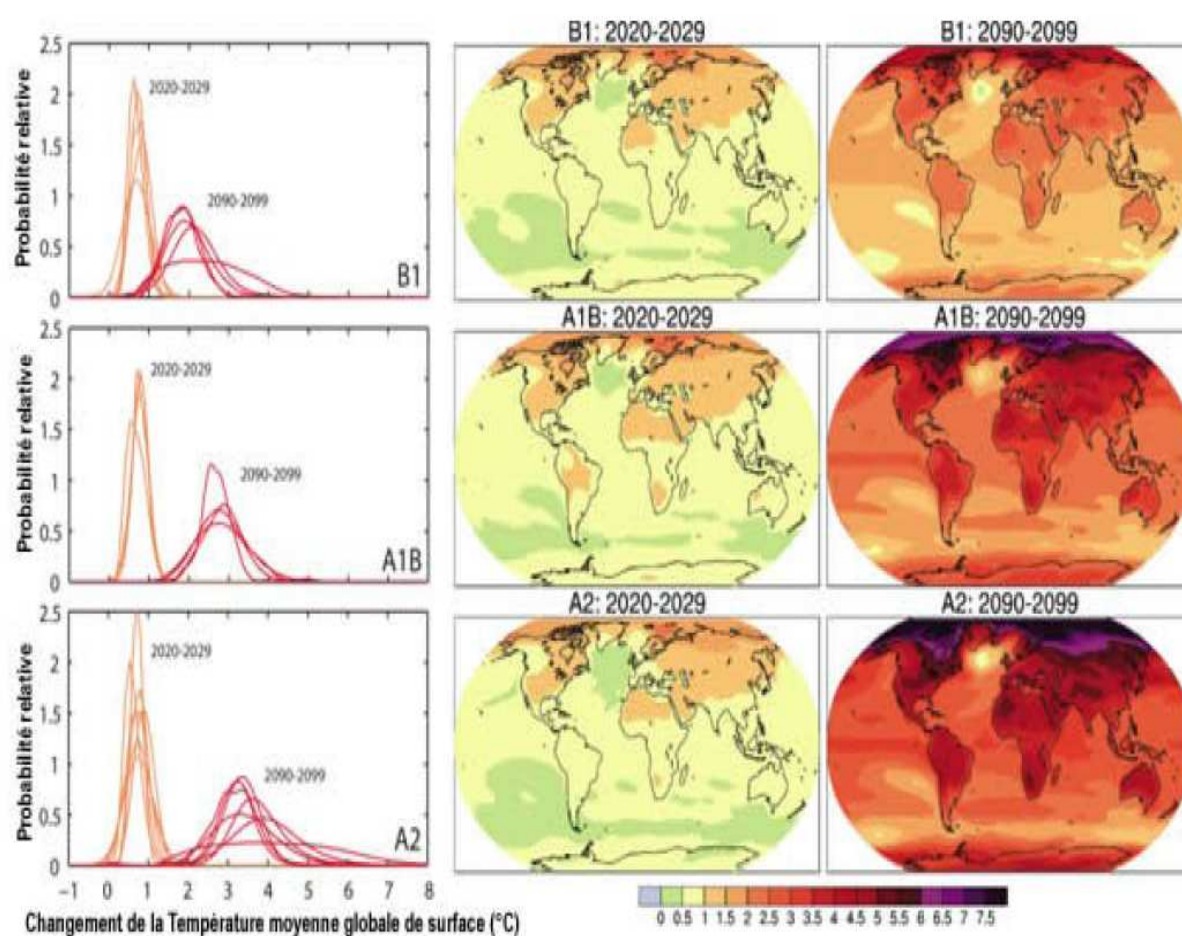 B1: 2020-2029
B1: 2090-2099
Probabilité relative
2.5
2
1.5
1
0.5
0
2020-2029
2090-2099
B1
A1B: 2020-2029
A1B: 2090-2099
Probabilité relative
2.5
2
1.5
1
0.5
0
2020-2029
2090-2099
A1B
A2: 2020-2029
A2: 2090-2099
Probabilité relative
2.5
2
1.5
1
0.5
0
2020-2029
2090-2099
A2
-1 0 1 2 3 4 5 6 7 8
Changement de la Température moyenne globale de surface (°C)
0 0.5 1 1.5 2 2.5 3 3.5 4 4.5 5 5.5 6 6.5 7 7.5